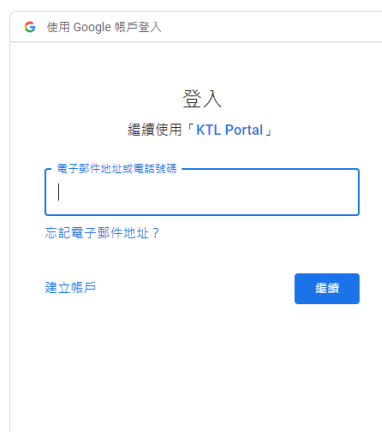 使用 Google 帳戶登入
登入
繼續使用「KTL Portal」
電子郵件地址或電話號碼
忘記電子郵件地址？
建立帳戶
繼續